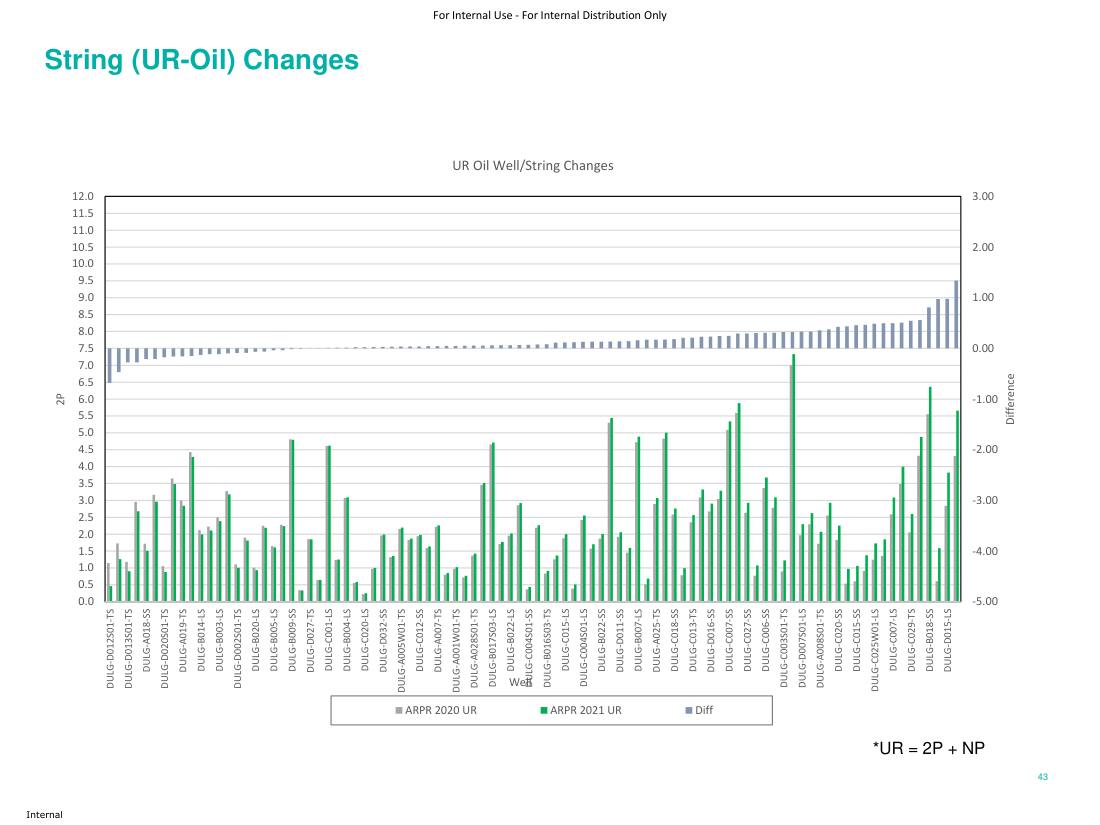 For Internal Use - For Internal Distribution Only
String (UR-Oil) Changes
UR Oil Well/String Changes
12.0
11.5
11.0
10.5
10.0
9.5
9.0
8.5
8.0
7.5
7.0
6.5
6.0
5.5
5.0
4.5
4.0
3.5
3.0
2.5
2.0
1.5
1.0
0.5
0.0
2P
3.00
2.00
1.00
0.00
-1.00
-2.00
-3.00
-4.00
-5.00
Difference
DULG-D012S01-TS
DULG-D013S01-TS
DULG-A018-SS
DULG-D020S01-TS
DULG-A019-TS
DULG-B014-LS
DULG-B003-LS
DULG-D002S01-TS
DULG-B020-LS
DULG-B005-LS
DULG-B009-SS
DULG-D027-TS
DULG-C001-LS
DULG-B004-LS
DULG-C020-LS
DULG-D032-SS
DULG-A005W01-TS
DULG-C012-SS
DULG-A007-TS
DULG-A001W01-TS
DULG-A028S01-TS
DULG-B017S03-LS
DULG-B022-LS
DULG-C004S01-SS
DULG-B016S03-TS
DULG-C015-LS
DULG-C004S01-LS
DULG-B022-SS
DULG-D011-SS
DULG-B007-LS
DULG-A025-TS
DULG-C018-SS
DULG-C013-TS
DULG-D016-SS
DULG-C007-SS
DULG-C027-SS
DULG-C006-SS
DULG-C003S01-TS
DULG-D007S01-LS
DULG-A008S01-TS
DULG-C020-SS
DULG-C015-SS
DULG-C025W01-LS
DULG-C007-LS
DULG-C029-TS
DULG-B018-SS
DULG-D015-LS
Well
ARPR 2020 UR
ARPR 2021 UR
Diff
*UR = 2P + NP
43
Internal